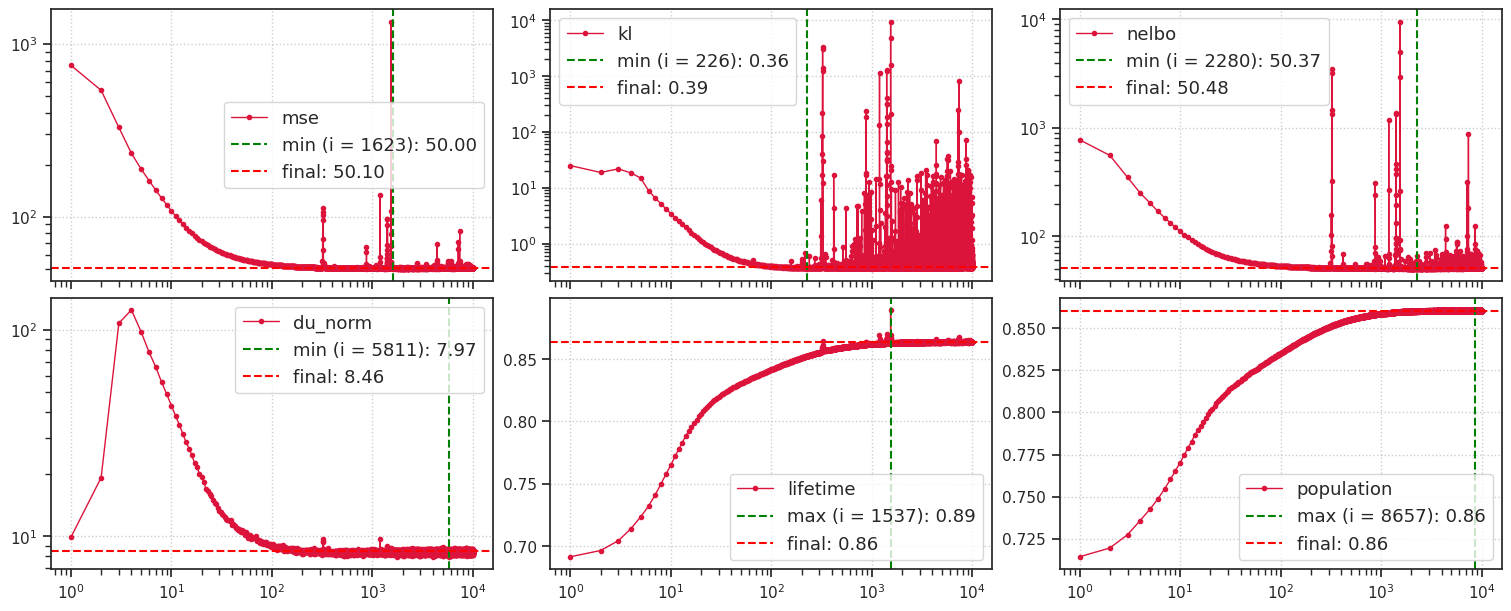 mse
min (i = 1623): 50.00
final: 50.10
10³
10²
kl
min (i = 226): 0.36
final: 0.39
10⁴
10³
10²
10¹
10⁰
nelbo
min (i = 2280): 50.37
final: 50.48
10⁴
10³
10²
du_norm
min (i = 5811): 7.97
final: 8.46
10²
10¹
10⁰ 10¹ 10² 10³ 10⁴
lifetime
max (i = 1537): 0.89
final: 0.86
0.85
0.80
0.75
0.70
10⁰ 10¹ 10² 10³ 10⁴
population
max (i = 8657): 0.86
final: 0.86
0.850
0.825
0.800
0.775
0.750
0.725
10⁰ 10¹ 10² 10³ 10⁴